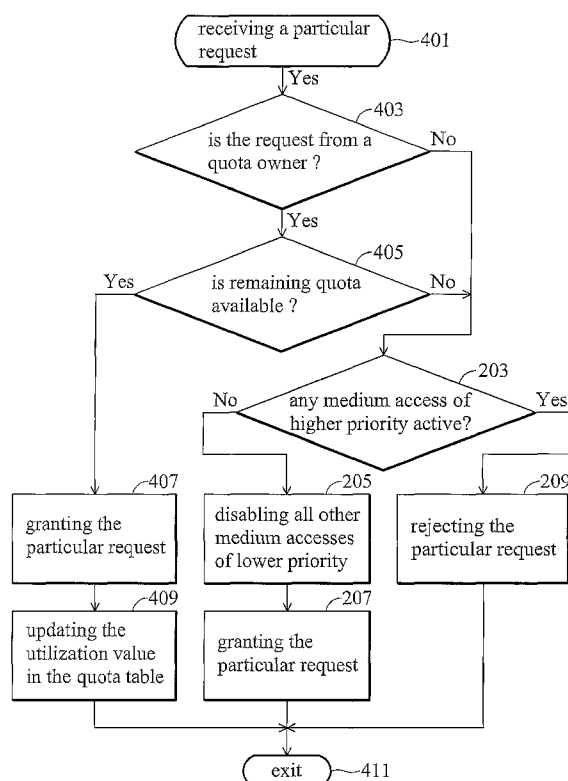 receiving a particular
request
401
Yes
403
is the request from a
quota owner ?
No
Yes
405
Yes
is remaining quota
available ?
No
203
No
any medium access of
higher priority active?
Yes
407
granting the
particular request
205
disabling all other
medium accesses
of lower priority
209
rejecting the
particular request
409
updating the
utilization value
in the quota table
207
granting the
particular request
exit
411